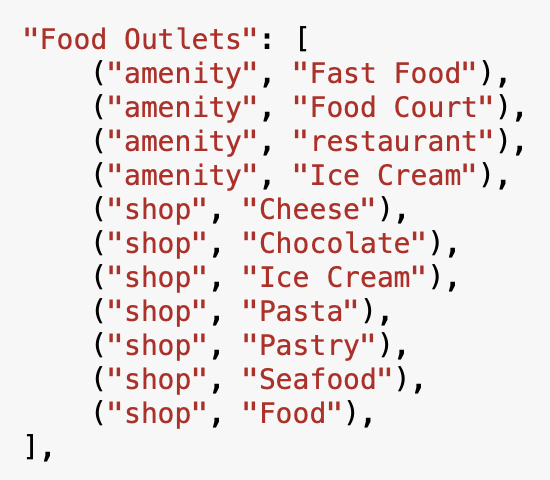 "Food Outlets": [
    ("amenity", "Fast Food"),
    ("amenity", "Food Court"),
    ("amenity", "restaurant"),
    ("amenity", "Ice Cream"),
    ("shop", "Cheese"),
    ("shop", "Chocolate"),
    ("shop", "Ice Cream"),
    ("shop", "Pasta"),
    ("shop", "Pastry"),
    ("shop", "Seafood"),
    ("shop", "Food"),
],